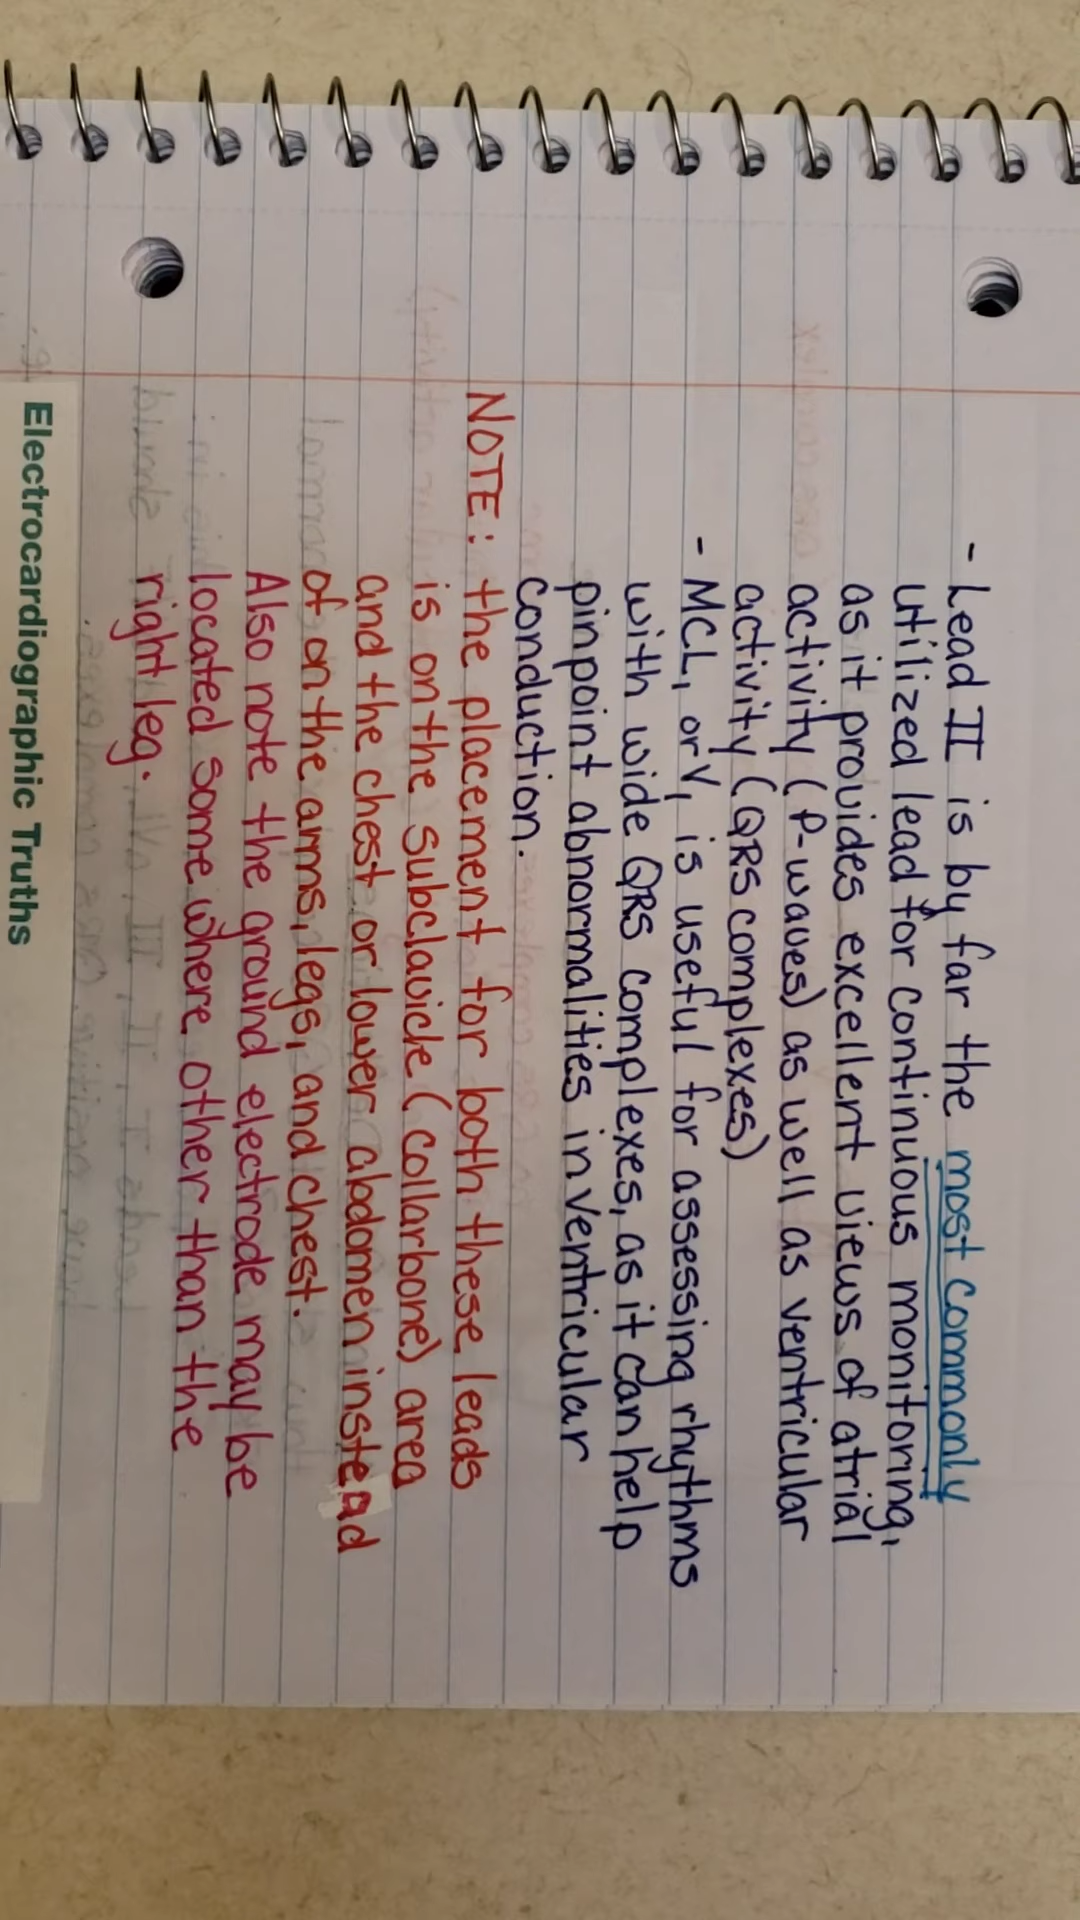 - Lead II is by far the most commonly
utilized lead for continuous monitoring,
as it provides excellent views of atrial
activity (P-waves) as well as ventricular
activity (QRS complexes)
- MCL, or V, is useful for assessing rhythms
with wide QRS complexes, as it can help
pinpoint abnormalities in ventricular
conduction.
NOTE: the placement for both these leads
is on the subclavicle (collarbone) area
and the chest or lower abdomen instead
of on the arms, legs, and chest.
Also note the ground electrode may be
located some where other than the
right leg.
Electrocardiographic Truths